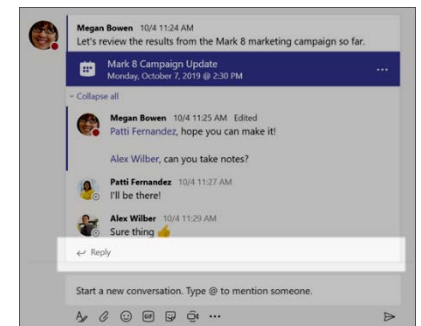 Megan Bowen 10/4 11:24 AM
Let's review the results from the Mark 8 marketing campaign so far.
Mark 8 Campaign Update
Monday, October 7, 2019 @ 2:30 PM
Collapse all
Megan Bowen 10/4 11:25 AM Edited
Patti Fernandez, hope you can make it!
Alex Wilber, can you take notes?
Patti Fernandez 10/4 11:27 AM
I'll be there!
Alex Wilber 10/4 11:29 AM
Sure thing 👍
Reply
Start a new conversation. Type @ to mention someone.
GIF